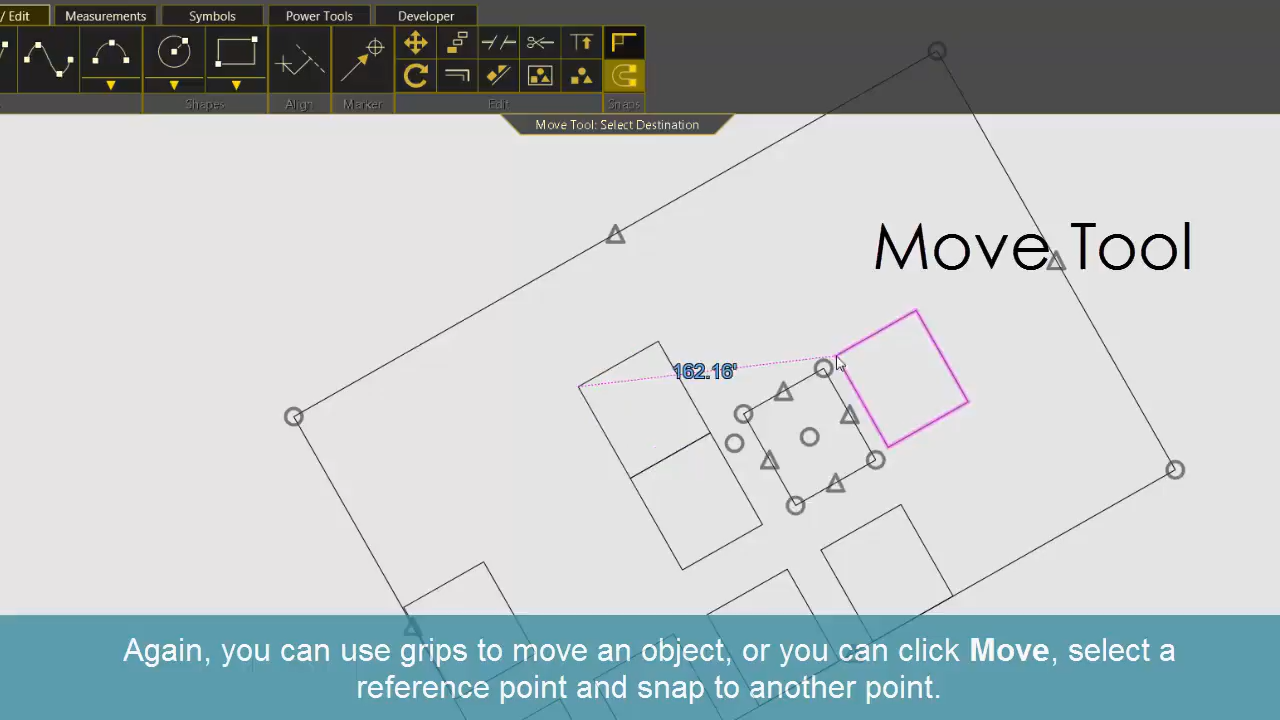 / Edit
Measurements
Symbols
Power Tools
Developer
Shapes
Align
Marker
Edit
Snaps
Move Tool: Select Destination
Move Tool
162.16'
Again, you can use grips to move an object, or you can click Move, select a
reference point and snap to another point.